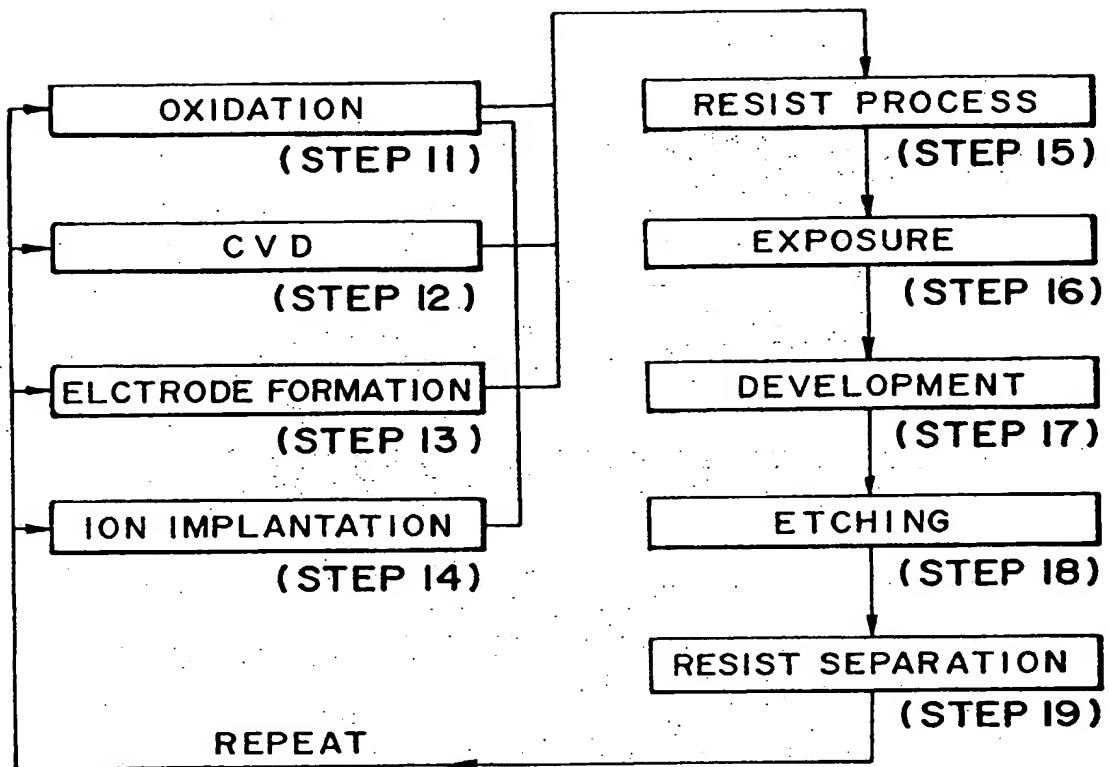 OXIDATION
(STEP 11)
CVD
(STEP 12)
ELCTRODE FORMATION
(STEP 13)
ION IMPLANTATION
(STEP 14)
RESIST PROCESS
(STEP 15)
EXPOSURE
(STEP 16)
DEVELOPMENT
(STEP 17)
ETCHING
(STEP 18)
RESIST SEPARATION
(STEP 19)
REPEAT